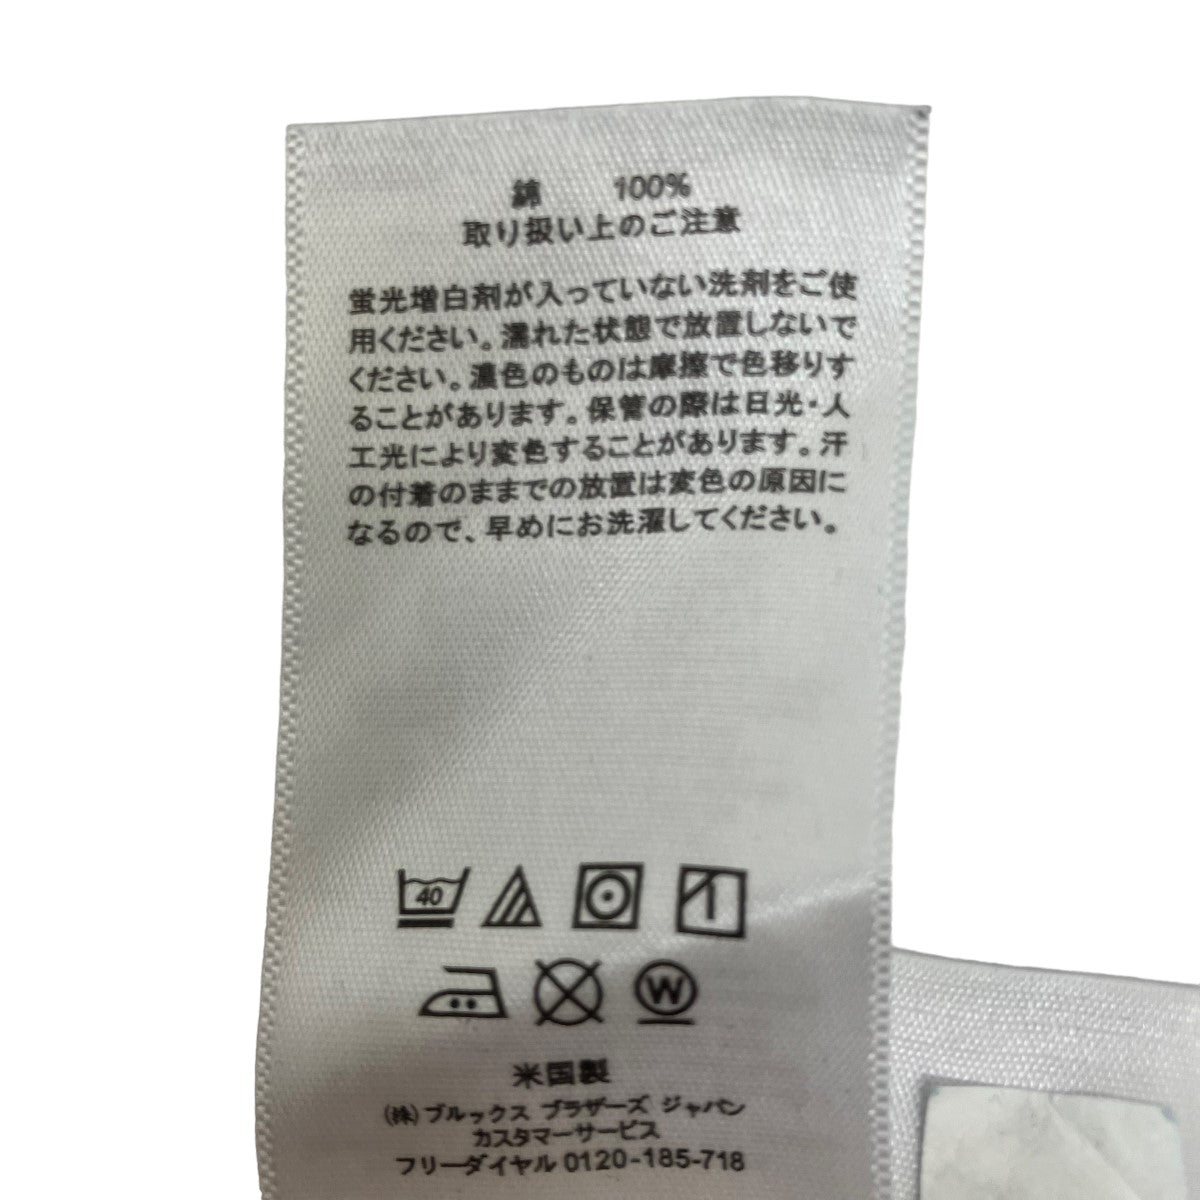 綿 100%
取り扱い上のご注意
蛍光増白剤が入っていない洗剤をご使
用ください。濡れた状態で放置しないで
ください。濃色のものは摩擦で色移りす
ることがあります。保管の際は日光・人
工光により変色することがあります。汗
の付着のままでの放置は変色の原因に
なるので、早めにお洗濯してください。
40
W
米国製
(株)ブルックス ブラザーズ ジャパン
カスタマーサービス
フリーダイヤル 0120-185-718